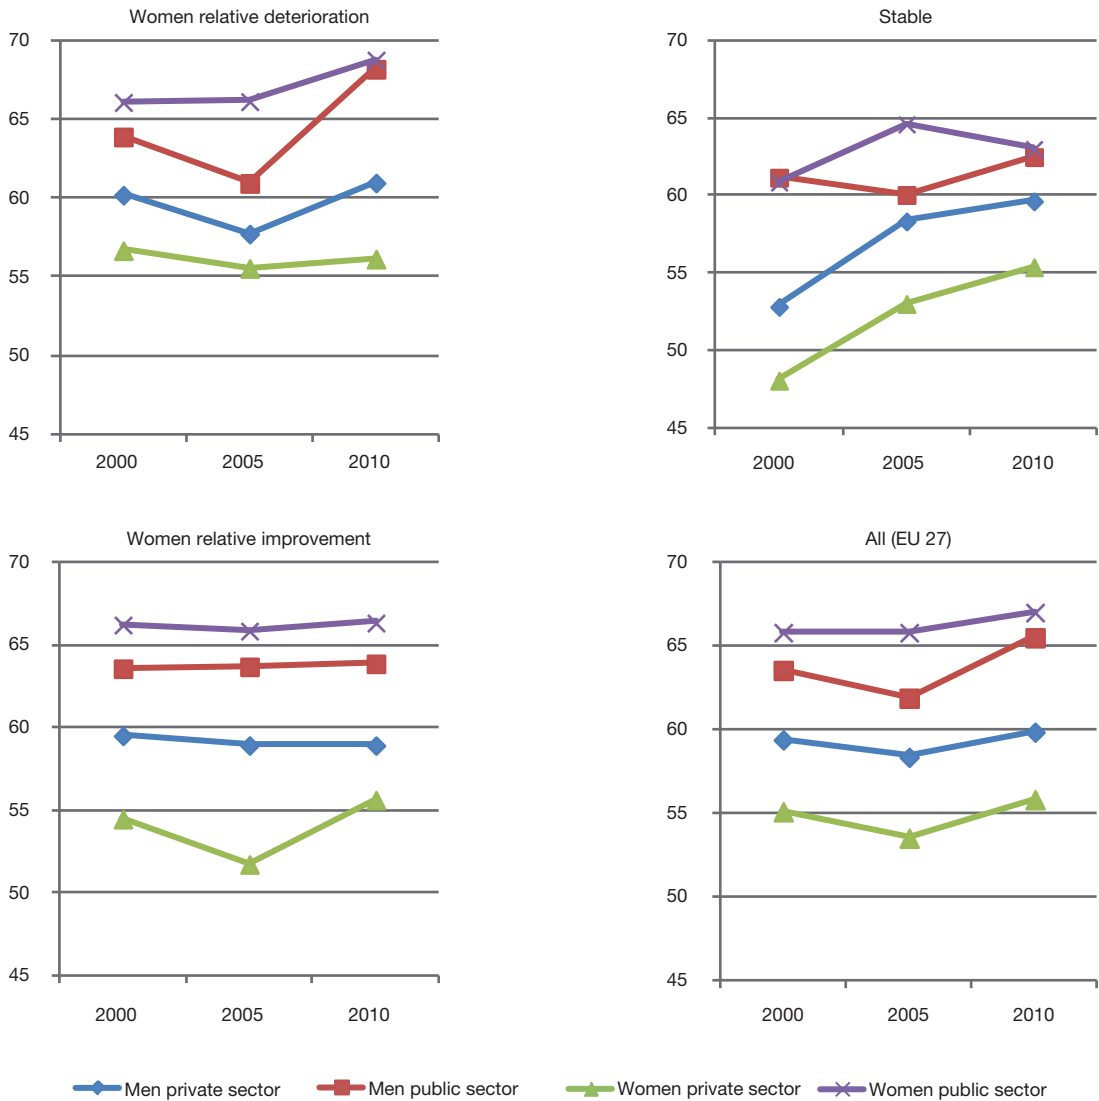 Women relative deterioration
70
65
60
55
50
45
2000 2005 2010
Stable
70
65
60
55
50
45
2000 2005 2010
Women relative improvement
70
65
60
55
50
45
2000 2005 2010
All (EU 27)
70
65
60
55
50
45
2000 2005 2010
Men private sector Men public sector Women private sector Women public sector